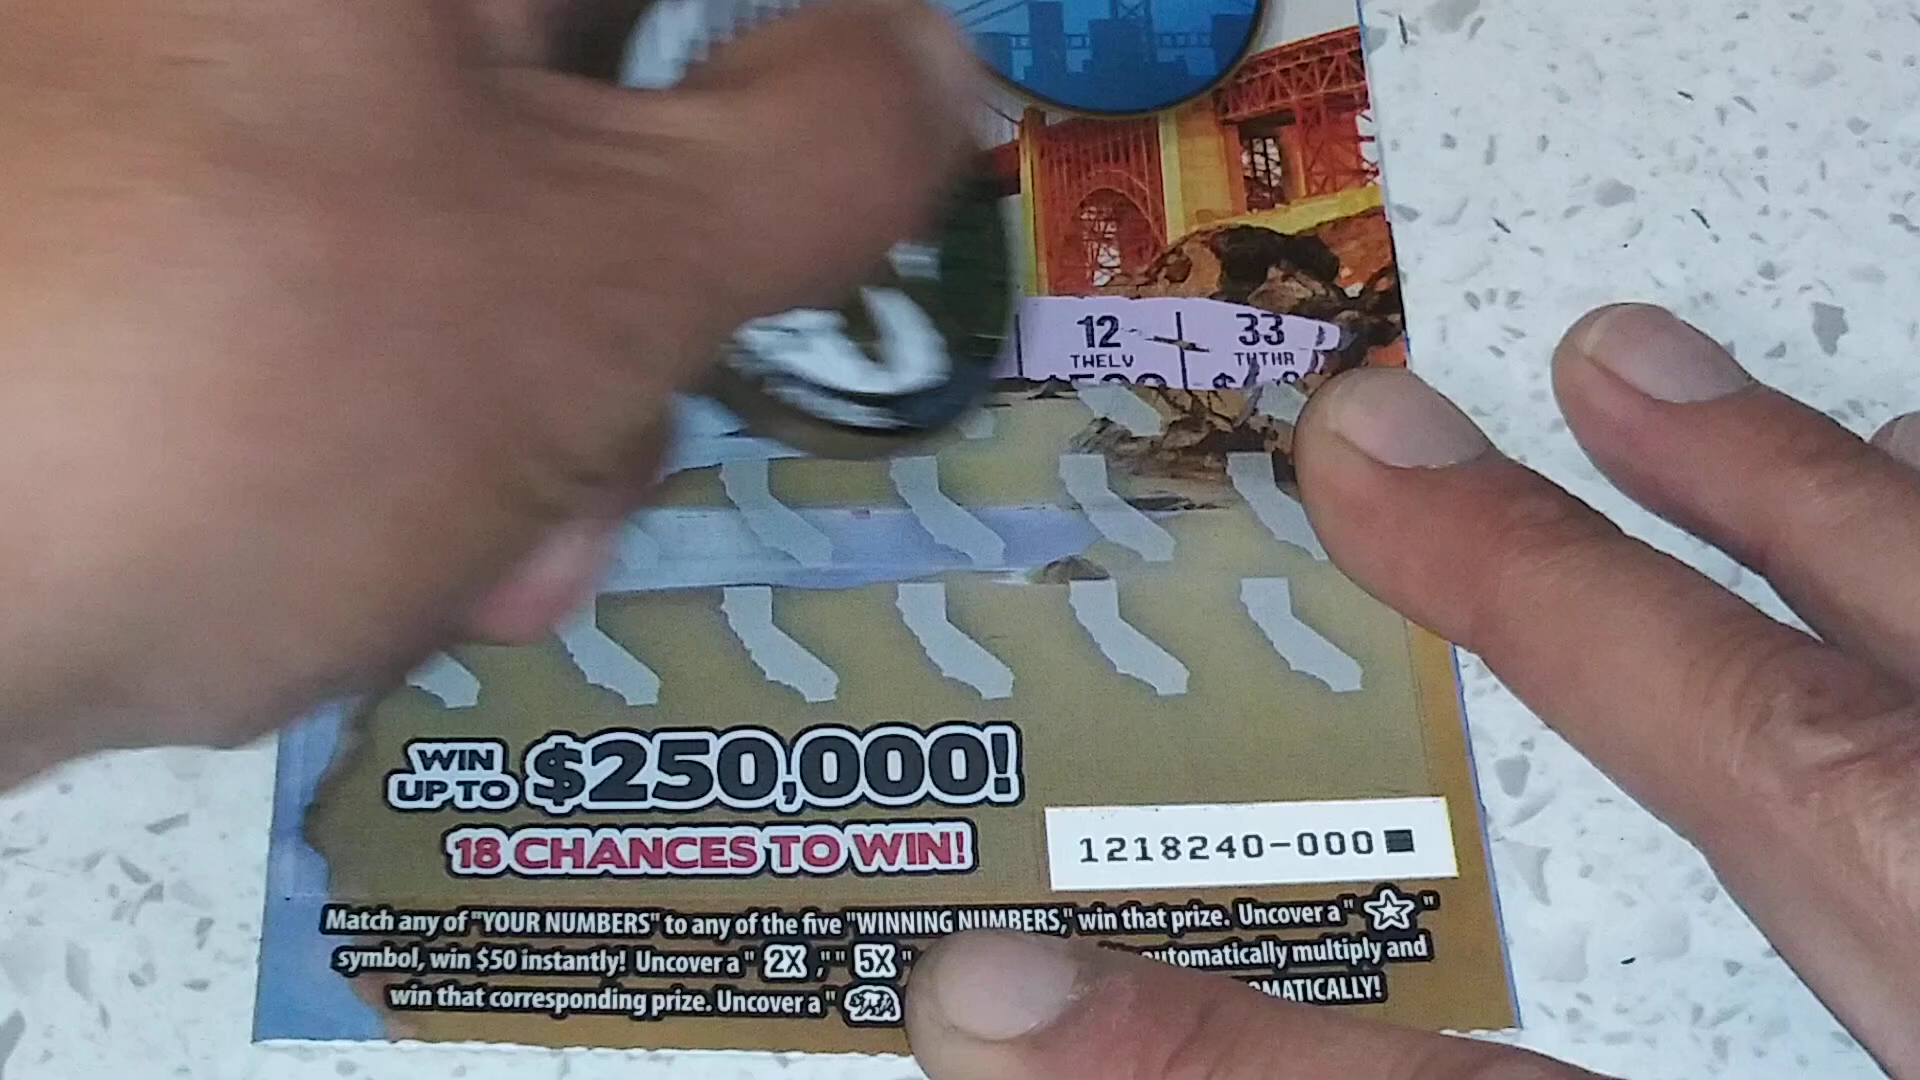 12 33
TWELV THTHR
WIN
UP TO $250,000!
18 CHANCES TO WIN!
1218240-000
Match any of "YOUR NUMBERS" to any of the five "WINNING NUMBERS," win that prize. Uncover a " "
symbol, win $50 instantly! Uncover a " 2X ," " 5X " automatically multiply and
win that corresponding prize. Uncover a "